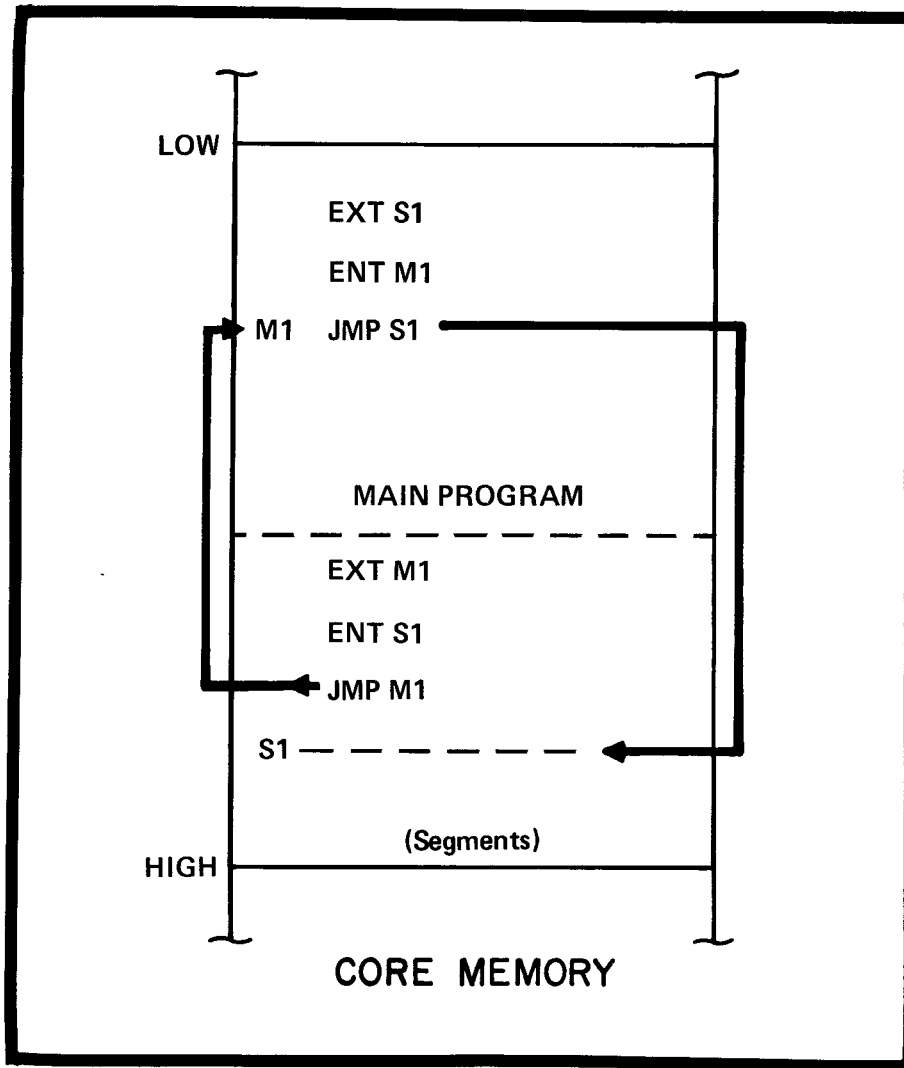 LOW
EXT S1
ENT M1
M1 JMP S1
MAIN PROGRAM
EXT M1
ENT S1
JMP M1
S1
(Segments)
HIGH
CORE MEMORY